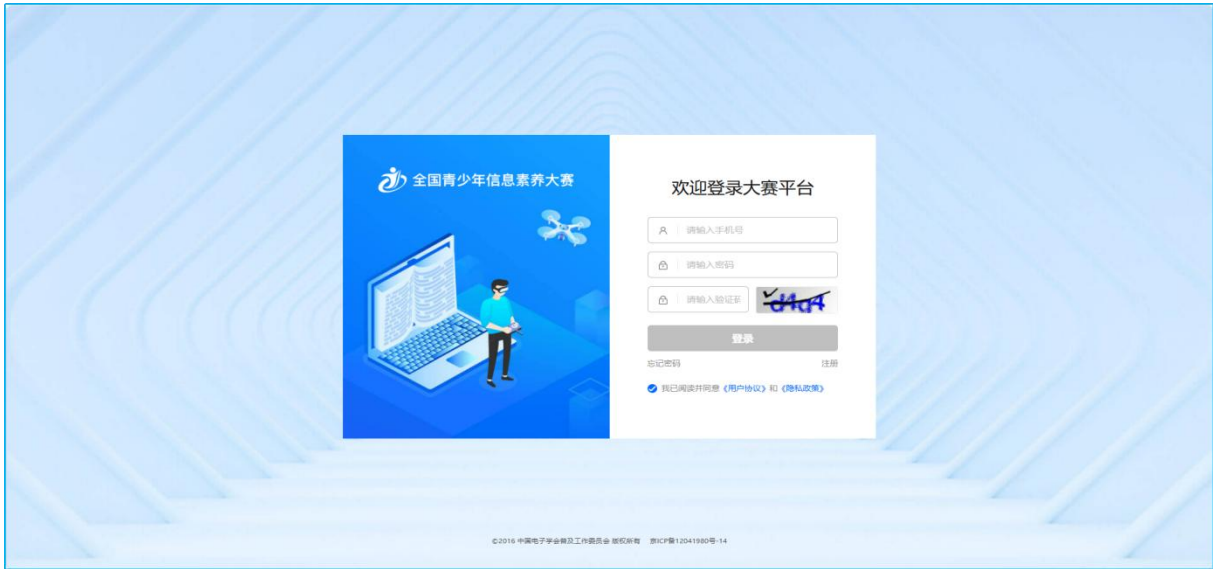 全国青少年信息素养大赛
欢迎登录大赛平台
请输入手机号
请输入密码
请输入验证码
d4q4
登录
忘记密码 注册
我已阅读并同意《用户协议》和《隐私政策》
©2016 中国电子学会普及工作委员会 版权所有 京ICP备12041980号-14